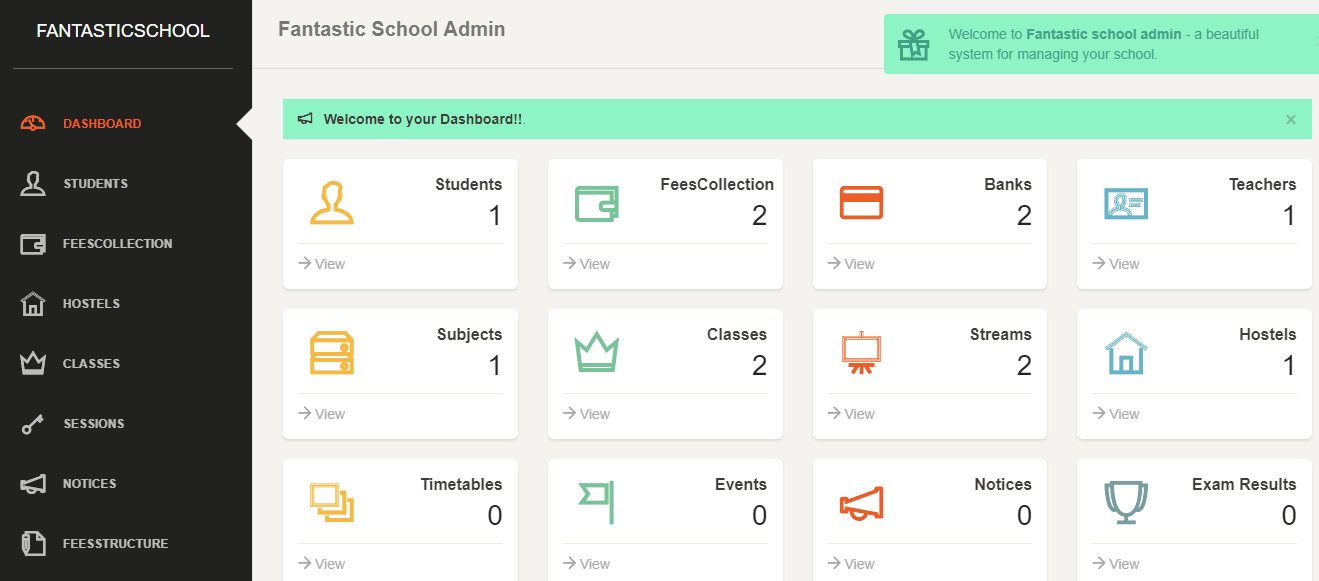 FANTASTICSCHOOL
DASHBOARD
STUDENTS
FEESCOLLECTION
HOSTELS
CLASSES
SESSIONS
NOTICES
FEESSTRUCTURE
Fantastic School Admin
Welcome to Fantastic school admin - a beautiful
system for managing your school.
Welcome to your Dashboard!!.
×
Students
1
View
FeesCollection
2
View
Banks
2
View
Teachers
1
View
Subjects
1
View
Classes
2
View
Streams
2
View
Hostels
1
View
Timetables
0
View
Events
0
View
Notices
0
View
Exam Results
0
View